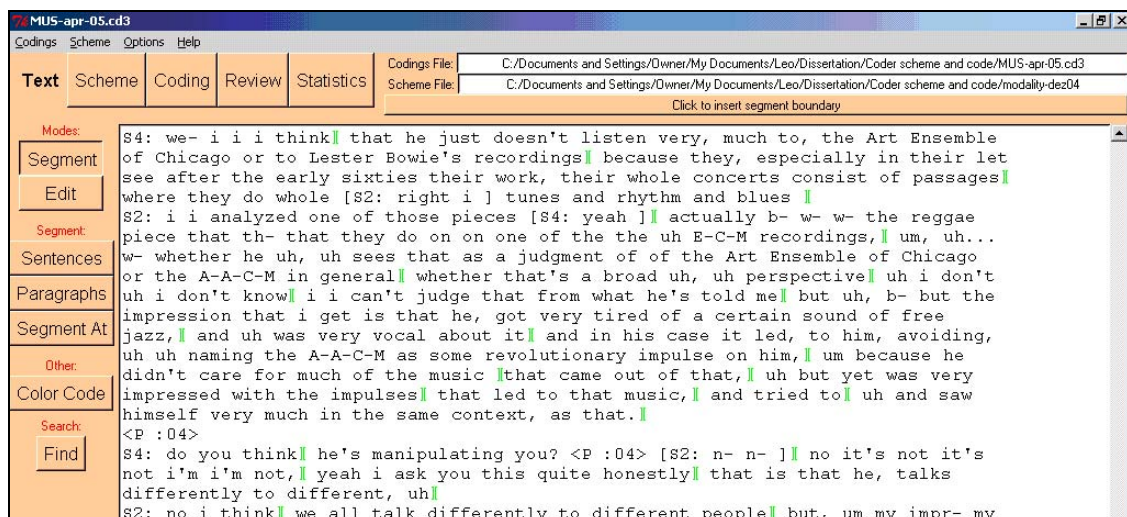 MUS-apr-05.cd3
Codings Scheme Options Help
Text Scheme Coding Review Statistics
Codings File: C:/Documents and Settings/Owner/My Documents/Leo/Dissertation/Coder scheme and code/MUS-apr-05.cd3
Scheme File: C:/Documents and Settings/Owner/My Documents/Leo/Dissertation/Coder scheme and code/modality-dez04
Click to insert segment boundary
Modes:
Segment
Edit
Segment:
Sentences
Paragraphs
Segment At
Other:
Color Code
Search:
Find
S4: we- i i i think[] that he just doesn't listen very, much to, the Art Ensemble
of Chicago or to Lester Bowie's recordings[] because they, especially in their let
see after the early sixties their work, their whole concerts consist of passages[]
where they do whole [S2: right i ] tunes and rhythm and blues []
S2: i i analyzed one of those pieces [S4: yeah ][] actually b- w- w- the reggae
piece that th- that they do on on one of the the uh E-C-M recordings,[] um, uh...
w- whether he uh, uh sees that as a judgment of of the Art Ensemble of Chicago
or the A-A-C-M in general[] whether that's a broad uh, uh perspective[] uh i don't
uh i don't know[] i i can't judge that from what he's told me[] but uh, b- but the
impression that i get is that he, got very tired of a certain sound of free
jazz,[] and uh was very vocal about it[] and in his case it led, to him, avoiding,
uh uh naming the A-A-C-M as some revolutionary impulse on him,[] um because he
didn't care for much of the music []that came out of that,[] uh but yet was very
impressed with the impulses[] that led to that music,[] and tried to[] uh and saw
himself very much in the same context, as that.[]
<P :04>
S4: do you think[] he's manipulating you? <P :04> [S2: n- n- ][] no it's not it's
not i'm i'm not,[] yeah i ask you this quite honestly[] that is that he, talks
differently to different, uh[]
S2: no i think[] we all talk differently to different people[] but, um my impr- my